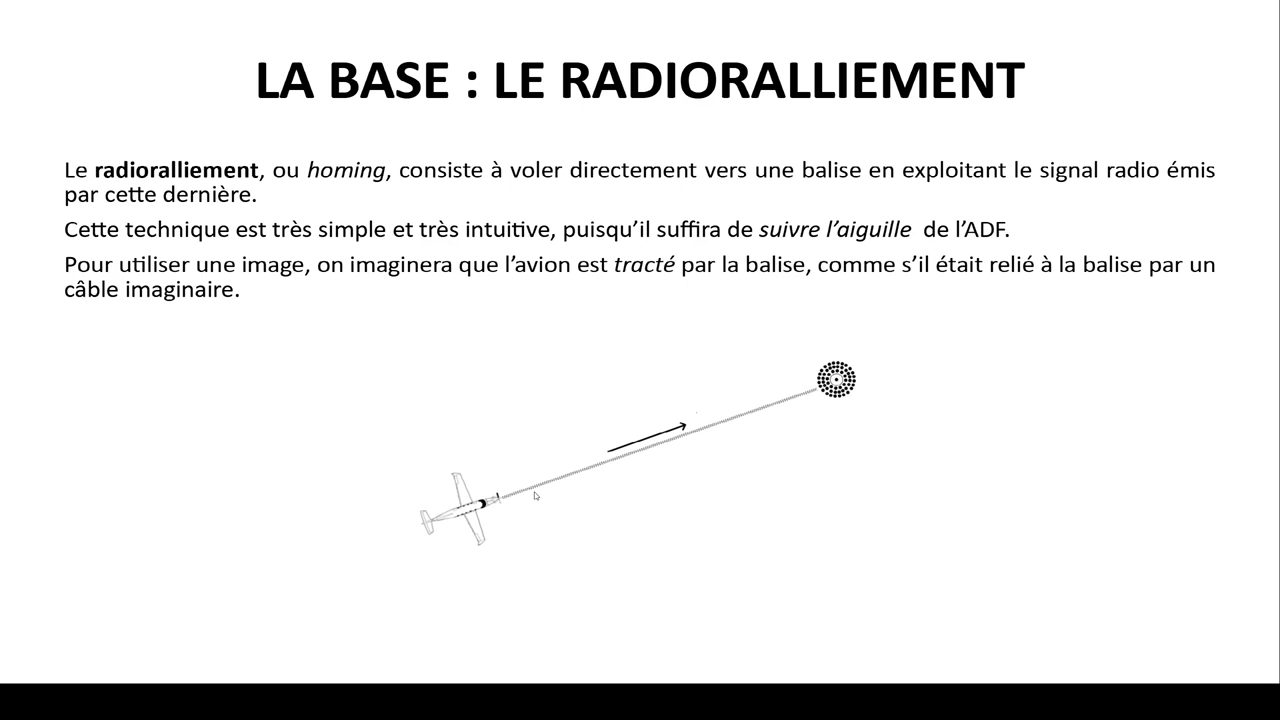 LA BASE : LE RADIORALLIEMENT
Le radioralliement, ou homing, consiste à voler directement vers une balise en exploitant le signal radio émis
par cette dernière.
Cette technique est très simple et très intuitive, puisqu’il suffira de suivre l’aiguille de l’ADF.
Pour utiliser une image, on imaginera que l’avion est tracté par la balise, comme s’il était relié à la balise par un
câble imaginaire.